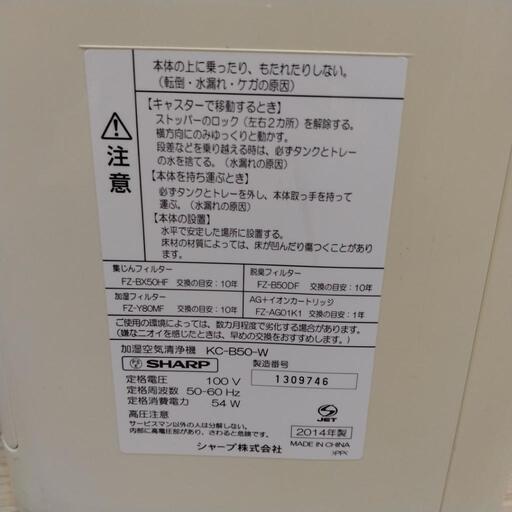 本体の上に乗ったり、もたれたりしない。
(転倒・水漏れ・ケガの原因)
注意
【キャスターで移動するとき】
ストッパーのロック(左右2カ所)を解除する。
横方向にのみゆっくりと動かす。
段差などを乗り越える時は、必ずタンクとトレー
の水を捨てる。(水漏れの原因)
【本体を持ち運ぶとき】
必ずタンクとトレーを外し、本体取っ手を持って
運ぶ。(水漏れの原因)
【本体の設置】
水平で安定した場所に設置する。
床材の材質によっては、床が凹んだり傷つくことがあり
ます。
集じんフィルター
FZ-BX50HF 交換の目安:10年
脱臭フィルター
FZ-B50DF 交換の目安:10年
加湿フィルター
FZ-Y80MF 交換の目安:10年
AG+イオンカートリッジ
FZ-AG01K1 交換の目安:1年
ご使用の環境によっては、数カ月程度で劣化する場合があります。
(嫌なニオイを感じたときは、早めの交換をおすすめします。)
加湿空気清浄機 KC-B50-W
SHARP
製造番号
1309746
定格電圧 100 V
定格周波数 50-60 Hz
定格消費電力 54 W
高圧注意
サービスマン以外の人は分解しないで。
内部に高電圧部があり、さわると危険です。
シャープ株式会社
S
JET
2014年製
MADE IN CHINA
>PP<